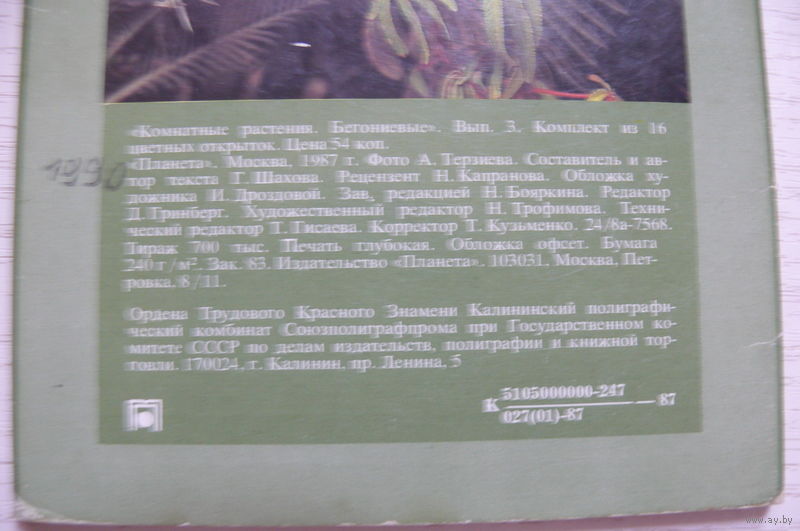 «Комнатные растения. Бегониевые». Вып. 3. Комплект из 16
цветных открыток. Цена 54 коп.
«Планета». Москва, 1987 г. Фото А. Терзиева. Составитель и ав-
тор текста Г. Шахова. Рецензент Н. Капранова. Обложка ху-
дожника И. Дроздовой. Зав. редакцией Н. Бояркина. Редактор
Д. Гринберг. Художественный редактор Н. Трофимова. Техни-
ческий редактор Т. Гисаева. Корректор Т. Кузьменко. 24/8а-7568.
Тираж 700 тыс. Печать глубокая. Обложка офсет. Бумага
240 г/м². Зак. 83. Издательство «Планета». 103031, Москва, Пет-
ровка, 8/11.
Ордена Трудового Красного Знамени Калининский полиграфи-
ческий комбинат Союзполиграфпрома при Государственном ко-
митете СССР по делам издательств, полиграфии и книжной тор-
говли. 170024, г. Калинин, пр. Ленина, 5
К 5105000000-247 — 87
027(01)-87
1990
www.ay.by